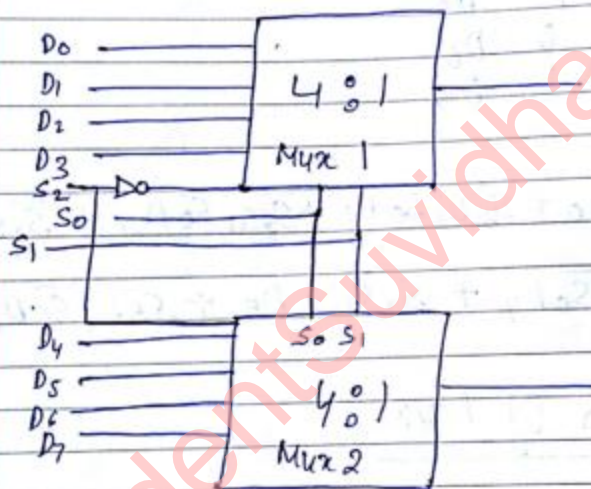 D0
D1
4:1
D2
D3
Mux 1
S2
S0
S1
D4
S0 S1
D5
4:1
D6
D7
Mux 2
dentSuvidha